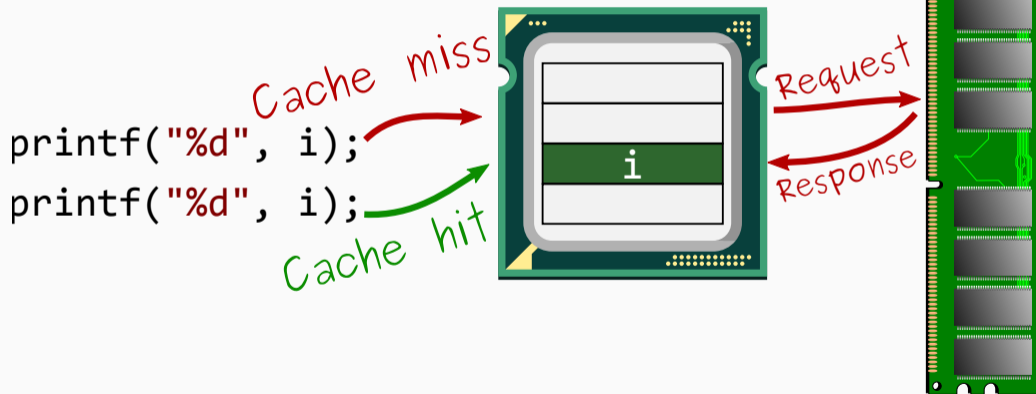 Cache miss
printf("%d", i);
printf("%d", i);
Cache hit
i
Request
Response